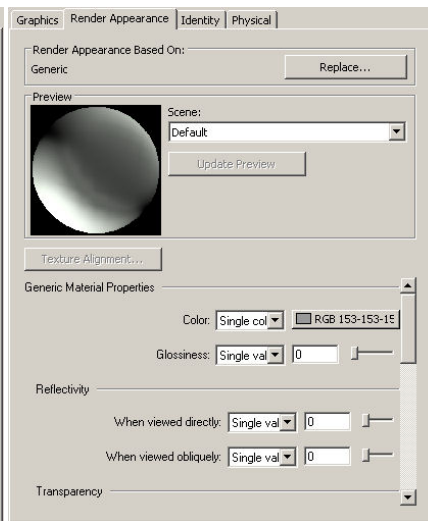 Graphics Render Appearance Identity Physical
Render Appearance Based On:
Generic Replace...
Preview
Scene:
Default
Update Preview
Texture Alignment...
Generic Material Properties
Color: Single col RGB 153-153-15
Glossiness: Single val 0
Reflectivity
When viewed directly: Single val 0
When viewed obliquely: Single val 0
Transparency